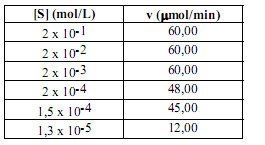 [S] (mol/L) v (µmol/min)
2 x 10-1 60,00
2 x 10-2 60,00
2 x 10-3 60,00
2 x 10-4 48,00
1,5 x 10-4 45,00
1,3 x 10-5 12,00